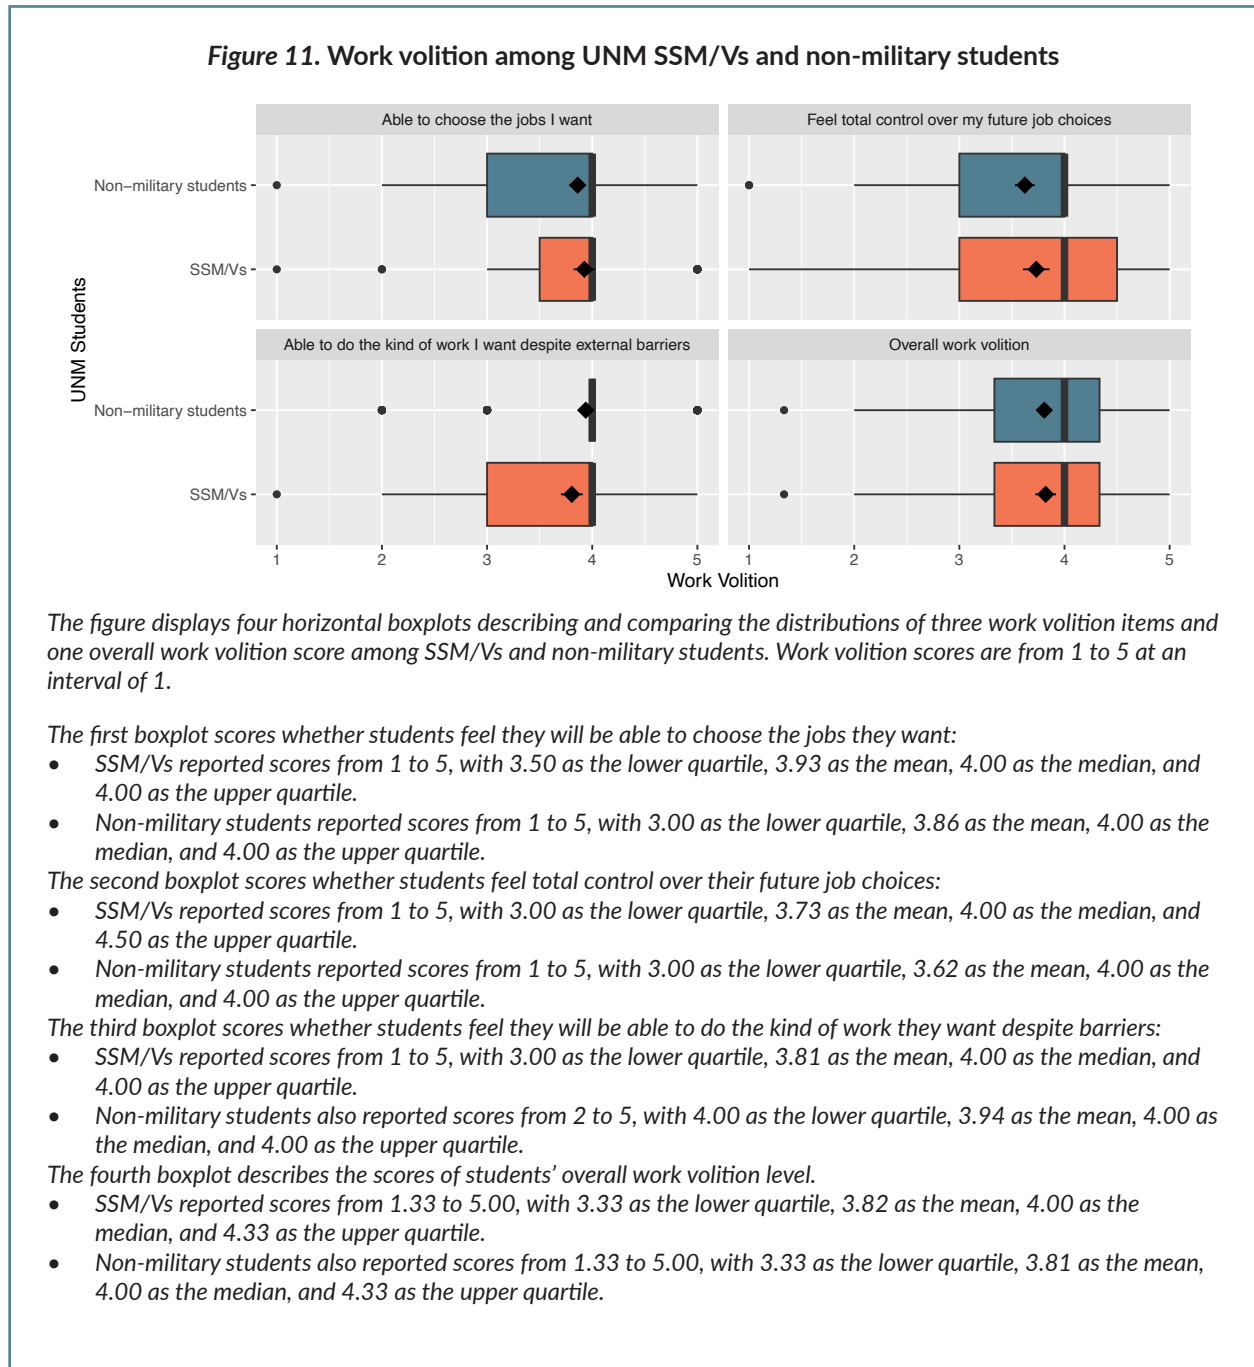 Figure 11. Work volition among UNM SSM/Vs and non-military students
Able to choose the jobs I want
Feel total control over my future job choices
Non−military students
SSM/Vs
Able to do the kind of work I want despite external barriers
Overall work volition
Non−military students
SSM/Vs
UNM Students
1 2 3 4 5
1 2 3 4 5
Work Volition
The figure displays four horizontal boxplots describing and comparing the distributions of three work volition items and
one overall work volition score among SSM/Vs and non-military students. Work volition scores are from 1 to 5 at an
interval of 1.
The first boxplot scores whether students feel they will be able to choose the jobs they want:
• SSM/Vs reported scores from 1 to 5, with 3.50 as the lower quartile, 3.93 as the mean, 4.00 as the median, and
4.00 as the upper quartile.
• Non-military students reported scores from 1 to 5, with 3.00 as the lower quartile, 3.86 as the mean, 4.00 as the
median, and 4.00 as the upper quartile.
The second boxplot scores whether students feel total control over their future job choices:
• SSM/Vs reported scores from 1 to 5, with 3.00 as the lower quartile, 3.73 as the mean, 4.00 as the median, and
4.50 as the upper quartile.
• Non-military students reported scores from 1 to 5, with 3.00 as the lower quartile, 3.62 as the mean, 4.00 as the
median, and 4.00 as the upper quartile.
The third boxplot scores whether students feel they will be able to do the kind of work they want despite barriers:
• SSM/Vs reported scores from 1 to 5, with 3.00 as the lower quartile, 3.81 as the mean, 4.00 as the median, and
4.00 as the upper quartile.
• Non-military students also reported scores from 2 to 5, with 4.00 as the lower quartile, 3.94 as the mean, 4.00 as
the median, and 4.00 as the upper quartile.
The fourth boxplot describes the scores of students’ overall work volition level.
• SSM/Vs reported scores from 1.33 to 5.00, with 3.33 as the lower quartile, 3.82 as the mean, 4.00 as the
median, and 4.33 as the upper quartile.
• Non-military students also reported scores from 1.33 to 5.00, with 3.33 as the lower quartile, 3.81 as the mean,
4.00 as the median, and 4.33 as the upper quartile.